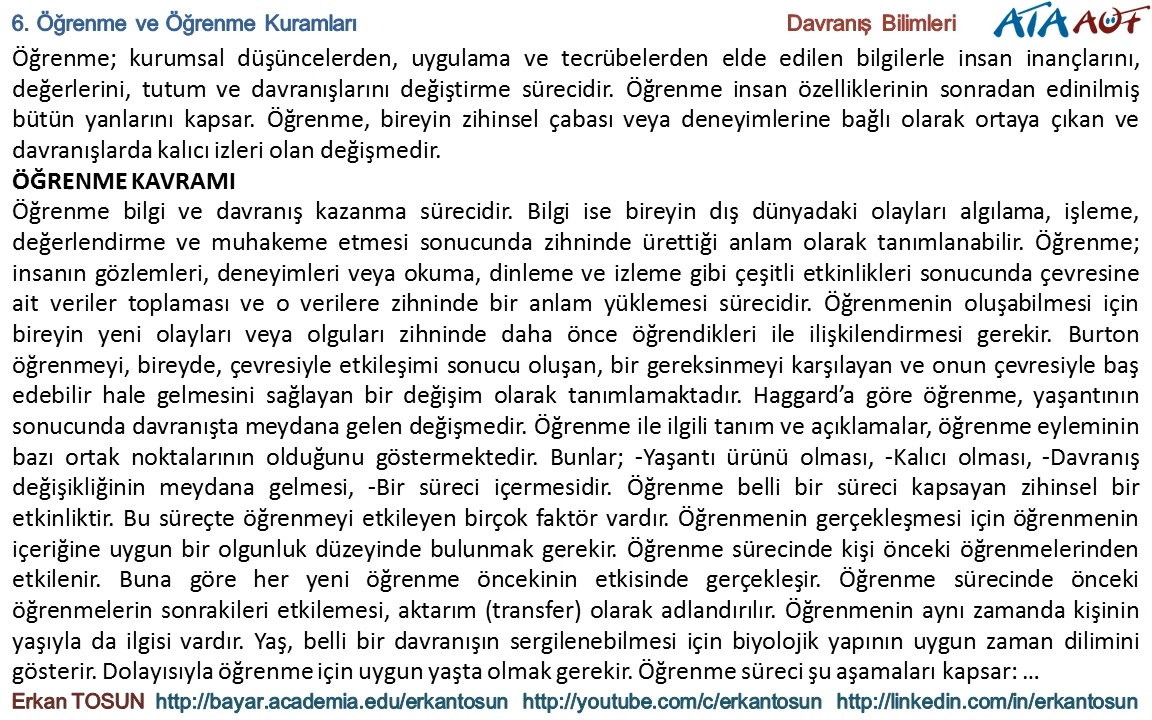 6. Öğrenme ve Öğrenme Kuramları Davranış Bilimleri ATA AÖF
Öğrenme; kurumsal düşüncelerden, uygulama ve tecrübelerden elde edilen bilgilerle insan inançlarını,
değerlerini, tutum ve davranışlarını değiştirme sürecidir. Öğrenme insan özelliklerinin sonradan edinilmiş
bütün yanlarını kapsar. Öğrenme, bireyin zihinsel çabası veya deneyimlerine bağlı olarak ortaya çıkan ve
davranışlarda kalıcı izleri olan değişmedir.
ÖĞRENME KAVRAMI
Öğrenme bilgi ve davranış kazanma sürecidir. Bilgi ise bireyin dış dünyadaki olayları algılama, işleme,
değerlendirme ve muhakeme etmesi sonucunda zihninde ürettiği anlam olarak tanımlanabilir. Öğrenme;
insanın gözlemleri, deneyimleri veya okuma, dinleme ve izleme gibi çeşitli etkinlikleri sonucunda çevresine
ait veriler toplaması ve o verilere zihninde bir anlam yüklemesi sürecidir. Öğrenmenin oluşabilmesi için
bireyin yeni olayları veya olguları zihninde daha önce öğrendikleri ile ilişkilendirmesi gerekir. Burton
öğrenmeyi, bireyde, çevresiyle etkileşimi sonucu oluşan, bir gereksinmeyi karşılayan ve onun çevresiyle baş
edebilir hale gelmesini sağlayan bir değişim olarak tanımlamaktadır. Haggard’a göre öğrenme, yaşantının
sonucunda davranışta meydana gelen değişmedir. Öğrenme ile ilgili tanım ve açıklamalar, öğrenme eyleminin
bazı ortak noktalarının olduğunu göstermektedir. Bunlar; -Yaşantı ürünü olması, -Kalıcı olması, -Davranış
değişikliğinin meydana gelmesi, -Bir süreci içermesidir. Öğrenme belli bir süreci kapsayan zihinsel bir
etkinliktir. Bu süreçte öğrenmeyi etkileyen birçok faktör vardır. Öğrenmenin gerçekleşmesi için öğrenmenin
içeriğine uygun bir olgunluk düzeyinde bulunmak gerekir. Öğrenme sürecinde kişi önceki öğrenmelerinden
etkilenir. Buna göre her yeni öğrenme öncekinin etkisinde gerçekleşir. Öğrenme sürecinde önceki
öğrenmelerin sonrakileri etkilemesi, aktarım (transfer) olarak adlandırılır. Öğrenmenin aynı zamanda kişinin
yaşıyla da ilgisi vardır. Yaş, belli bir davranışın sergilenebilmesi için biyolojik yapının uygun zaman dilimini
gösterir. Dolayısıyla öğrenme için uygun yaşta olmak gerekir. Öğrenme süreci şu aşamaları kapsar: ...
Erkan TOSUN http://bayar.academia.edu/erkantosun http://youtube.com/c/erkantosun http://linkedin.com/in/erkantosun